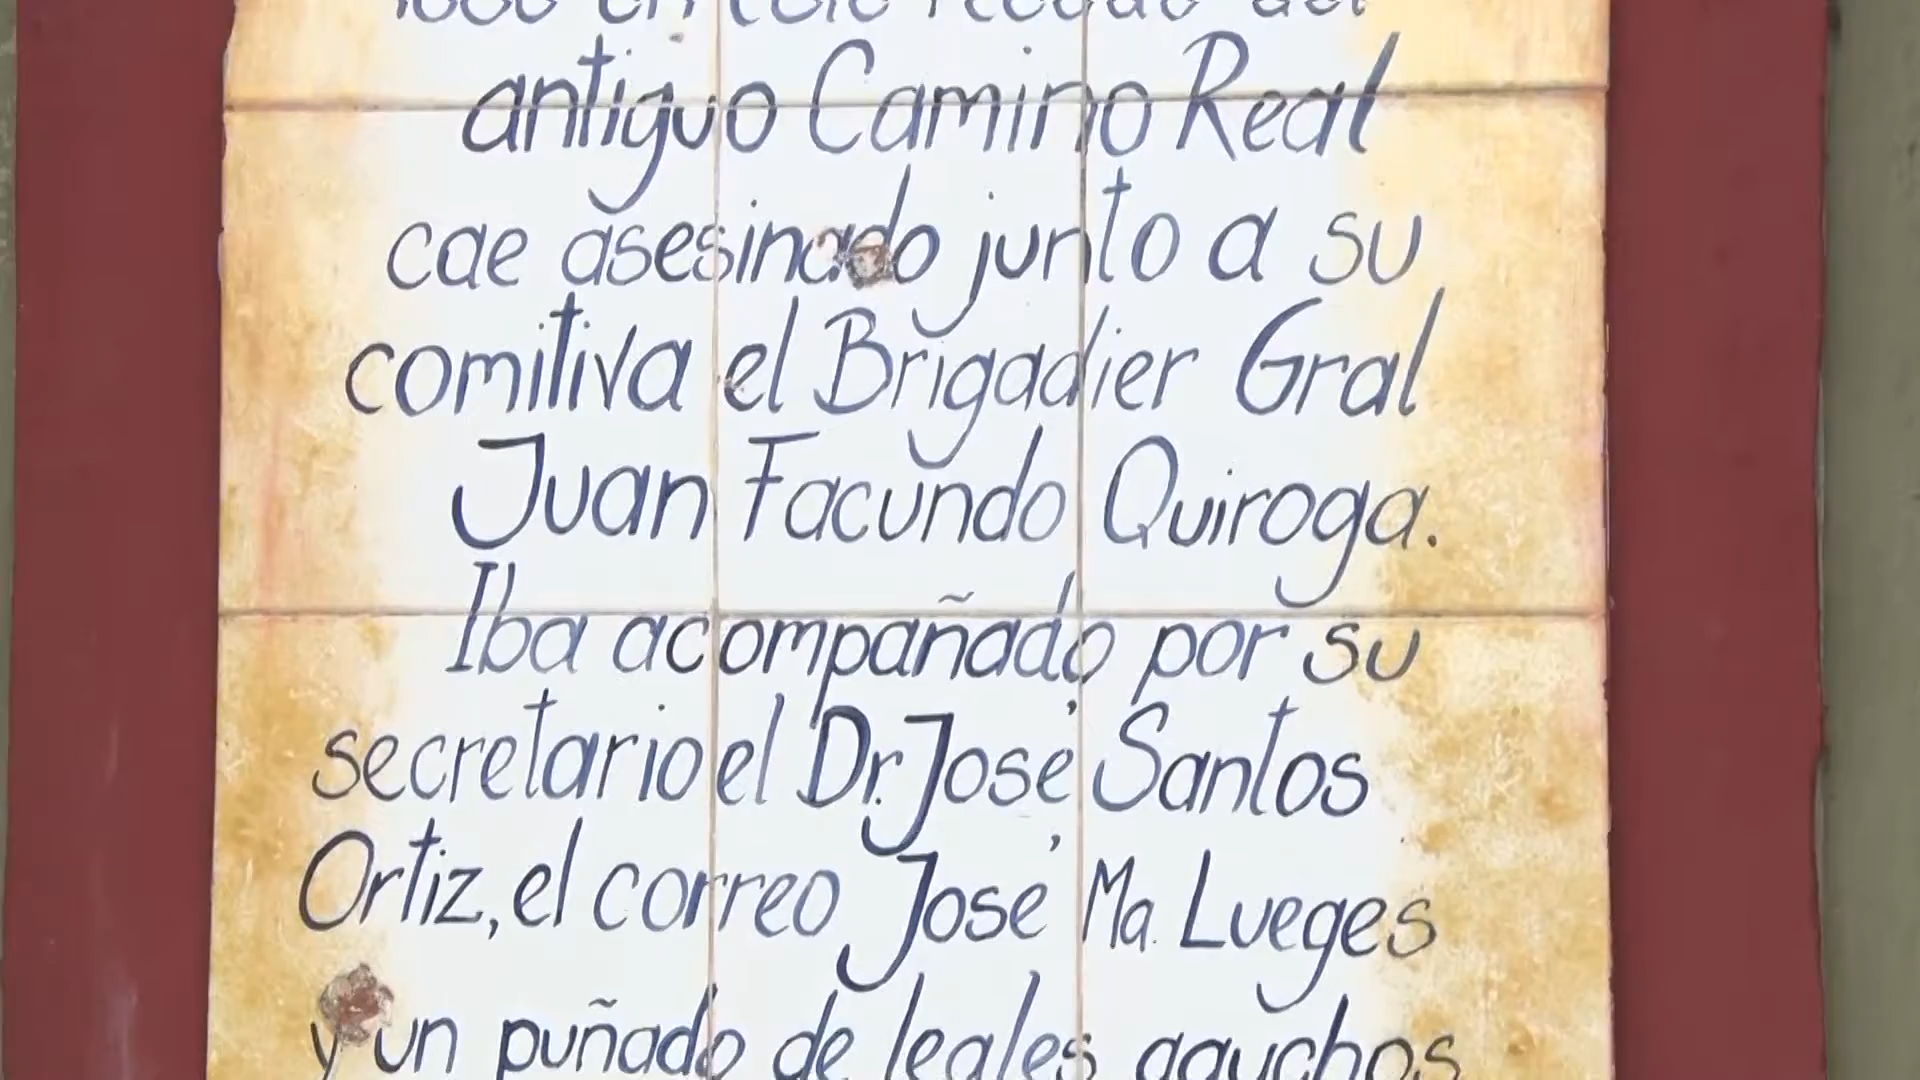 antiguo Camino Real
cae asesinado junto a su
comitiva el Brigadier Gral
Juan Facundo Quiroga.
Iba acompañado por su
secretario el Dr. José Santos
Ortiz, el correo José Ma. Lueges
y un puñado de leales gauchos